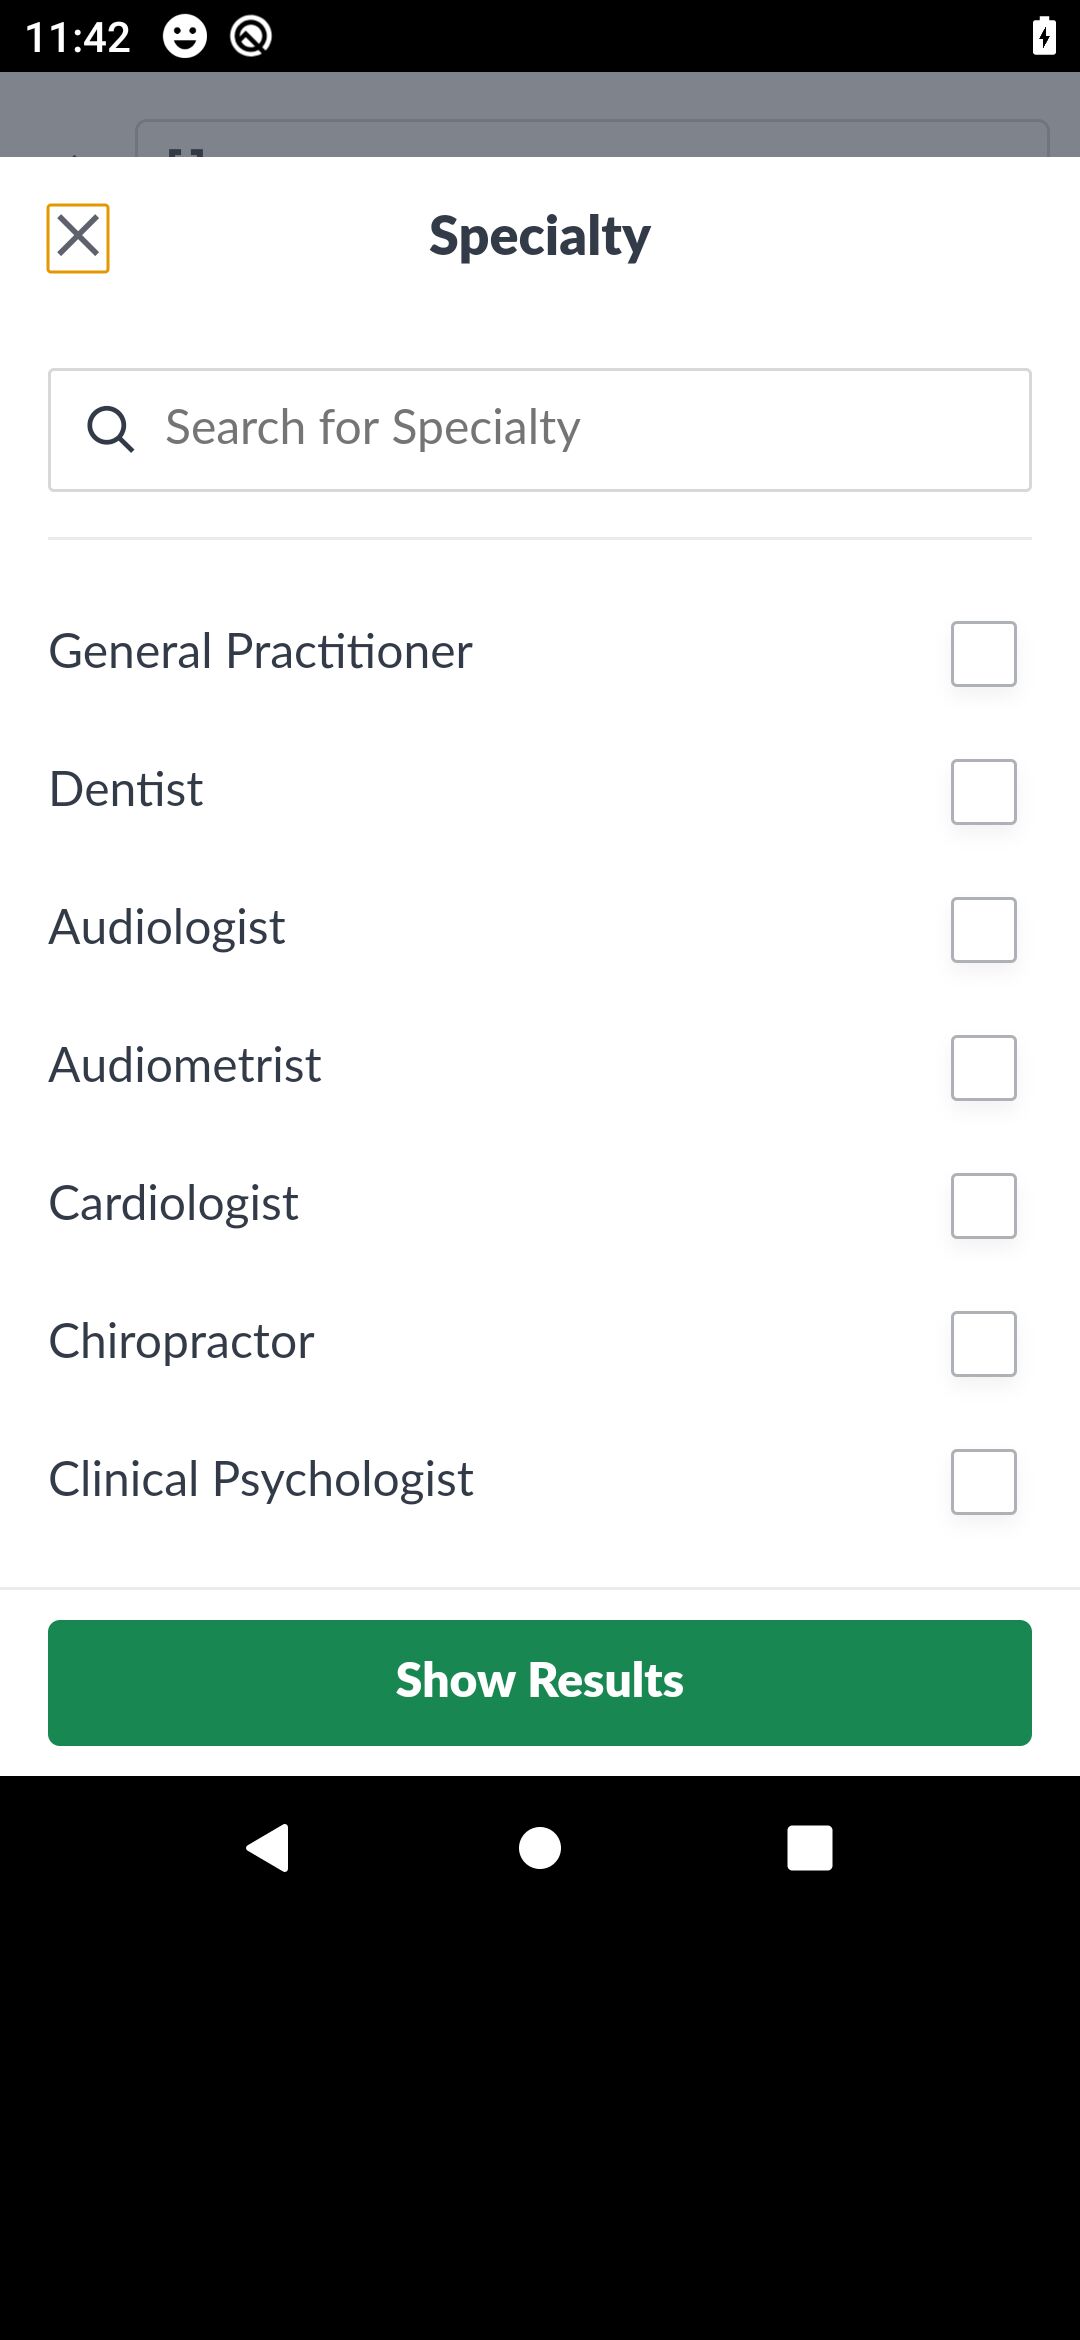 11:42
Specialty
Search for Specialty
General Practitioner
Dentist
Audiologist
Audiometrist
Cardiologist
Chiropractor
Clinical Psychologist
Show Results